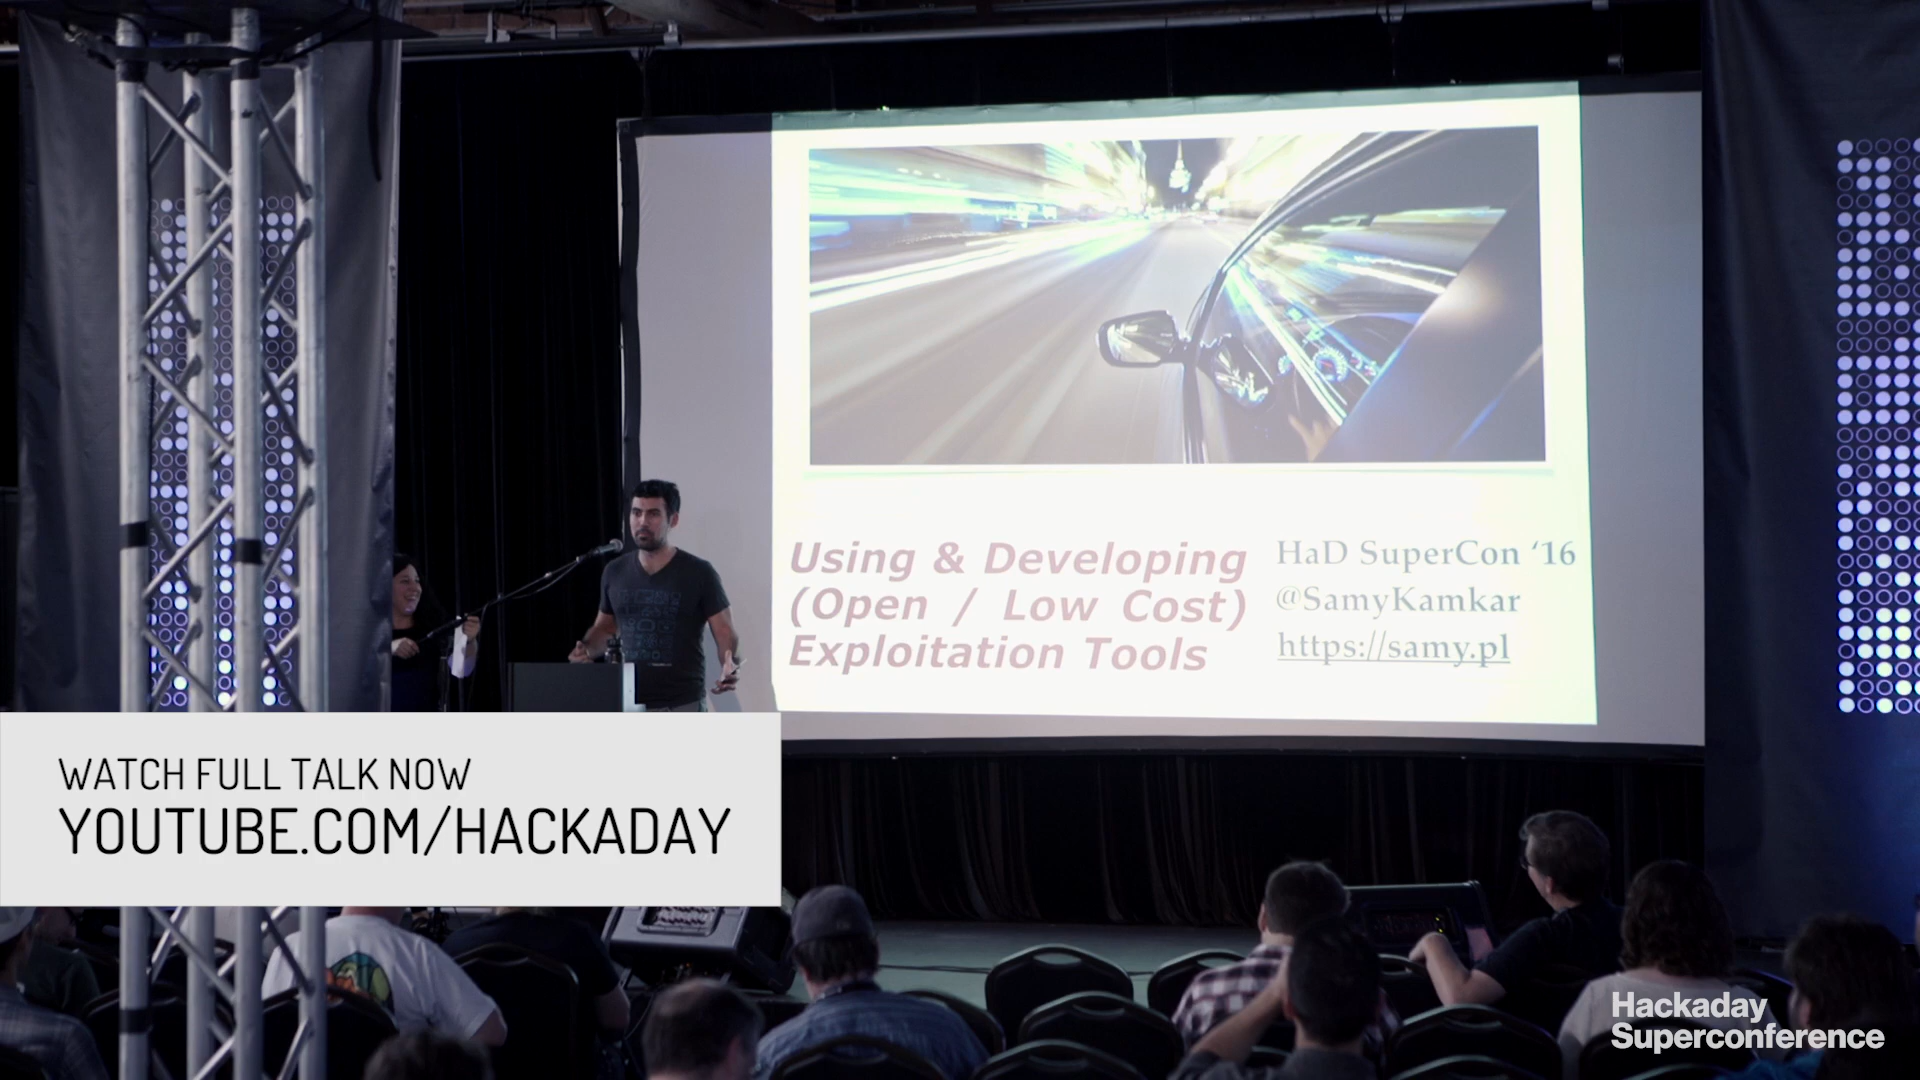 Using & Developing
(Open / Low Cost)
Exploitation Tools
HaD SuperCon ‘16
@SamyKamkar
https://samy.pl
WATCH FULL TALK NOW
YOUTUBE.COM/HACKADAY
Hackaday
Superconference